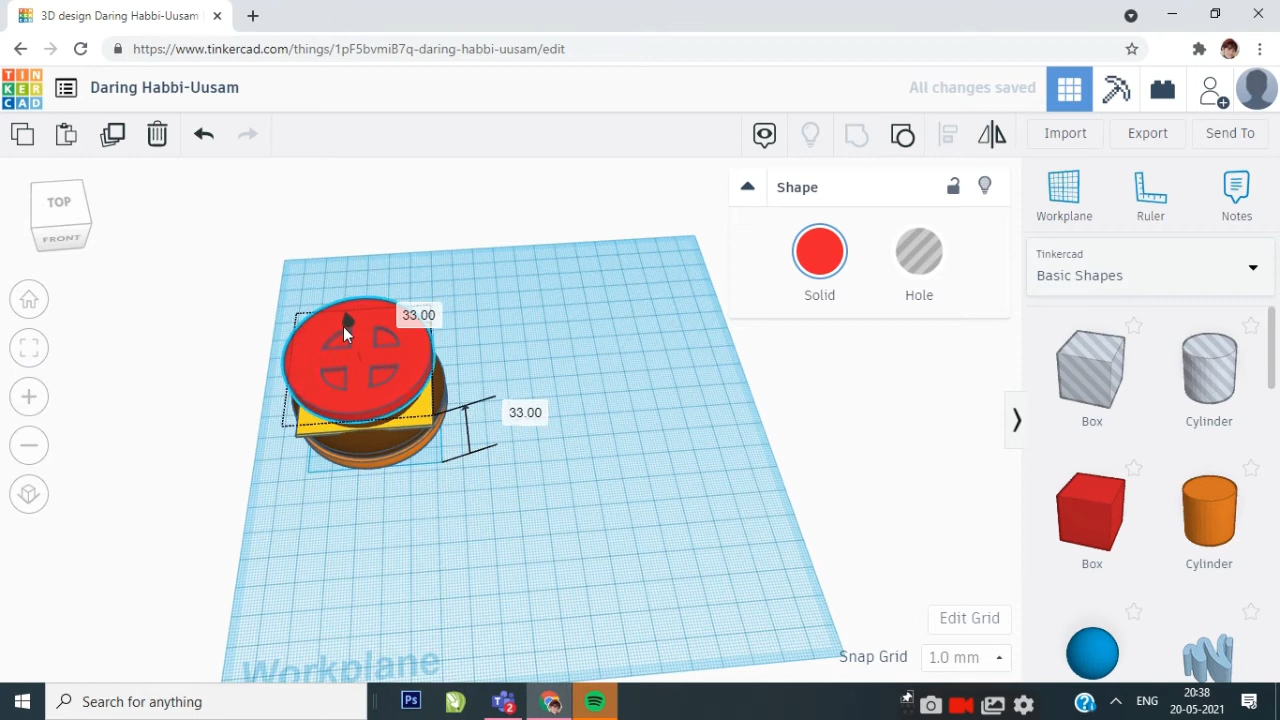 3D design Daring Habbi-Uusam
https://www.tinkercad.com/things/1pF5bvmiB7q-daring-habbi-uusam/edit
TIN
KER
CAD
Daring Habbi-Uusam
All changes saved
Import
Export
Send To
TOP
FRONT
Shape
Solid
Hole
Workplane
Ruler
Notes
Tinkercad
Basic Shapes
33.00
33.00
Box
Cylinder
Box
Cylinder
Workplane
Edit Grid
Snap Grid
1.0 mm
Search for anything
Ps
2
ENG
20:38
20-05-2021